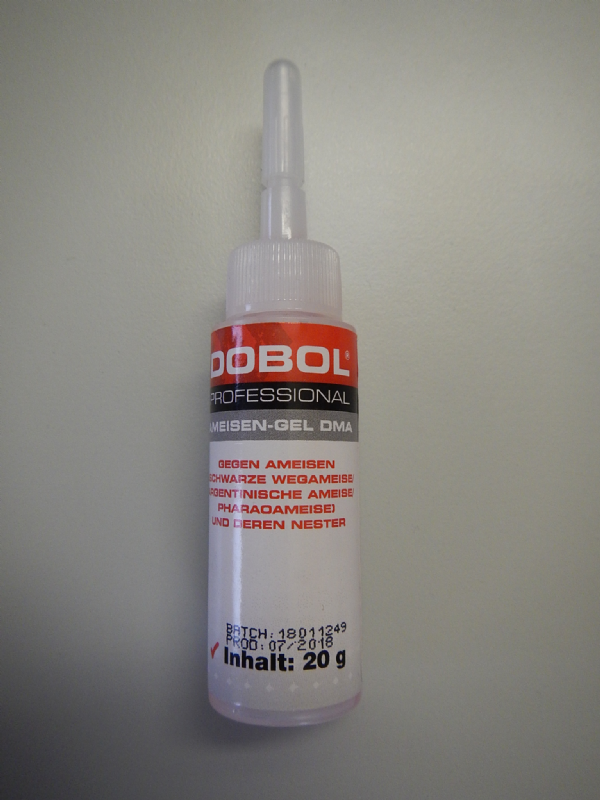 DOBOL®
PROFESSIONAL
AMEISEN-GEL DMA
GEGEN AMEISEN
SCHWARZE WEGAMEISE/
ARGENTINISCHE AMEISE/
PHARAOAMEISE)
UND DEREN NESTER
BATCH: 18011249
PROD: 07/2018
Inhalt: 20 g